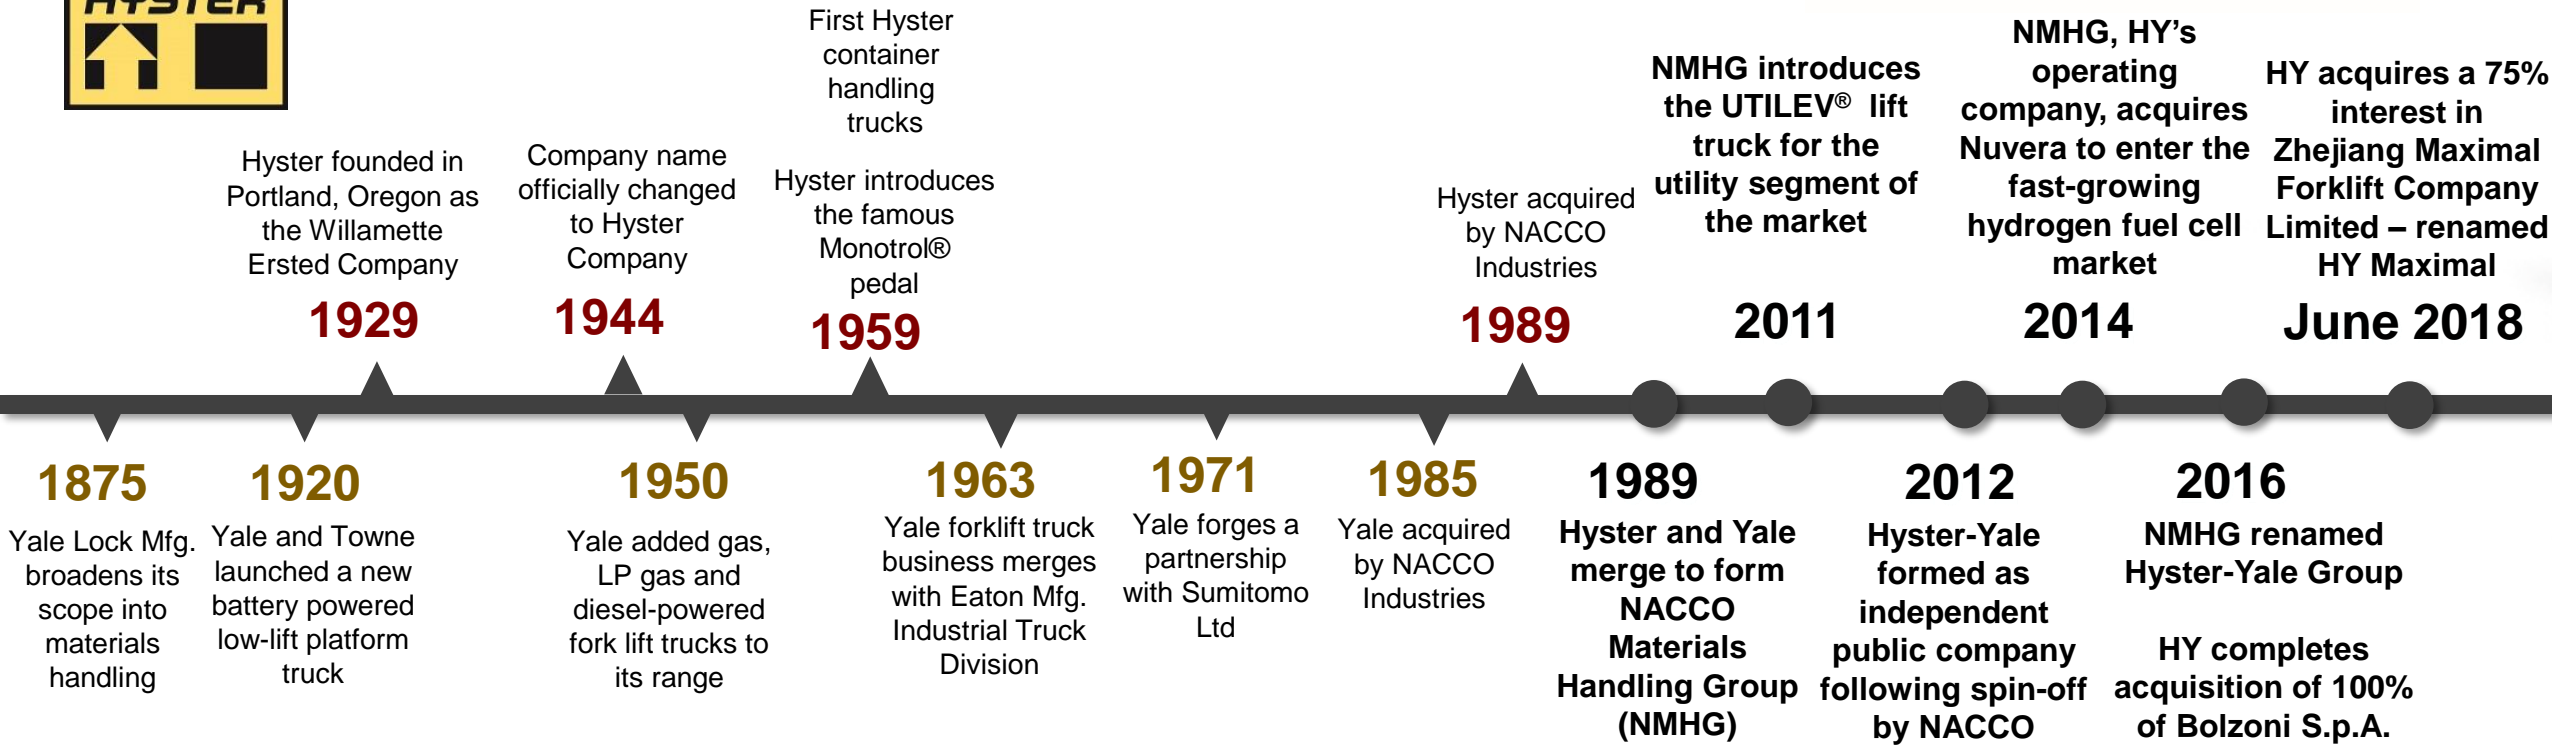 HYSTER
First Hyster
container
handling
trucks
Hyster founded in
Portland, Oregon as
the Willamette
Ersted Company
1929
Company name
officially changed
to Hyster
Company
1944
Hyster introduces
the famous
Monotrol®
pedal
1959
Hyster acquired
by NACCO
Industries
1989
NMHG introduces
the UTILEV® lift
truck for the
utility segment of
the market
2011
NMHG, HY’s
operating
company, acquires
Nuvera to enter the
fast-growing
hydrogen fuel cell
market
2014
HY acquires a 75%
interest in
Zhejiang Maximal
Forklift Company
Limited – renamed
HY Maximal
June 2018
1875
Yale Lock Mfg.
broadens its
scope into
materials
handling
1920
Yale and Towne
launched a new
battery powered
low-lift platform
truck
1950
Yale added gas,
LP gas and
diesel-powered
fork lift trucks to
its range
1963
Yale forklift truck
business merges
with Eaton Mfg.
Industrial Truck
Division
1971
Yale forges a
partnership
with Sumitomo
Ltd
1985
Yale acquired
by NACCO
Industries
1989
Hyster and Yale
merge to form
NACCO
Materials
Handling Group
(NMHG)
2012
Hyster-Yale
formed as
independent
public company
following spin-off
by NACCO
2016
NMHG renamed
Hyster-Yale Group
HY completes
acquisition of 100%
of Bolzoni S.p.A.